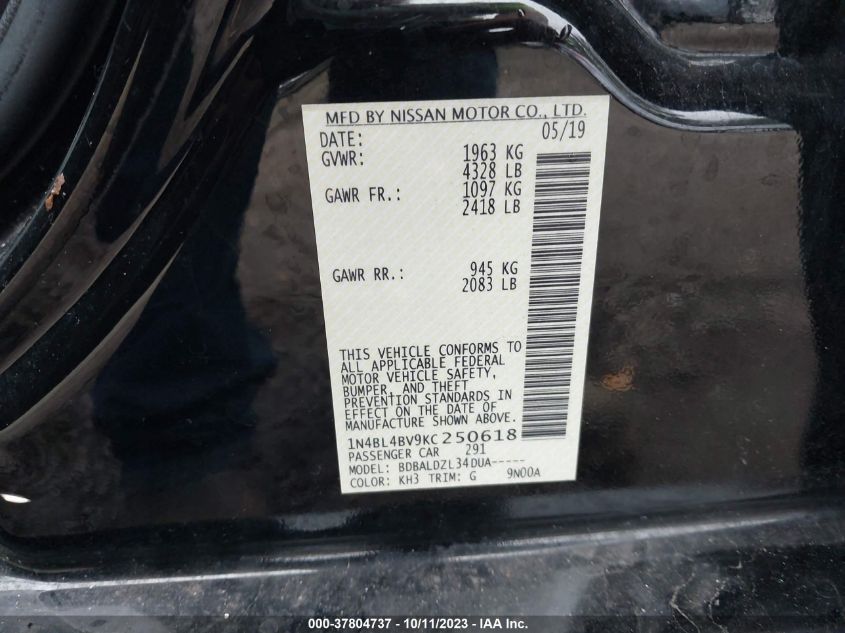 MFD BY NISSAN MOTOR CO., LTD.
DATE: 05/19
GVWR: 1963 KG
4328 LB
GAWR FR.: 1097 KG
2418 LB
GAWR RR.: 945 KG
2083 LB
THIS VEHICLE CONFORMS TO
ALL APPLICABLE FEDERAL
MOTOR VEHICLE SAFETY,
BUMPER, AND THEFT
PREVENTION STANDARDS IN
EFFECT ON THE DATE OF
MANUFACTURE SHOWN ABOVE.
1N4BL4BV9KC250618
PASSENGER CAR 291
MODEL: BDBALDZL34DUA-----
COLOR: KH3 TRIM: G 9N00A
000-37804737 - 10/11/2023 - IAA Inc.